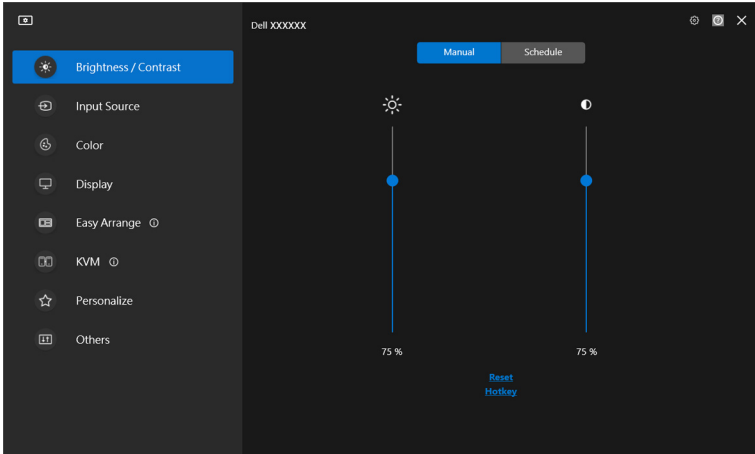 Dell XXXXXX
Manual
Schedule
Brightness / Contrast
Input Source
Color
Display
Easy Arrange
KVM
Personalize
Others
75 %
75 %
Reset
Hotkey